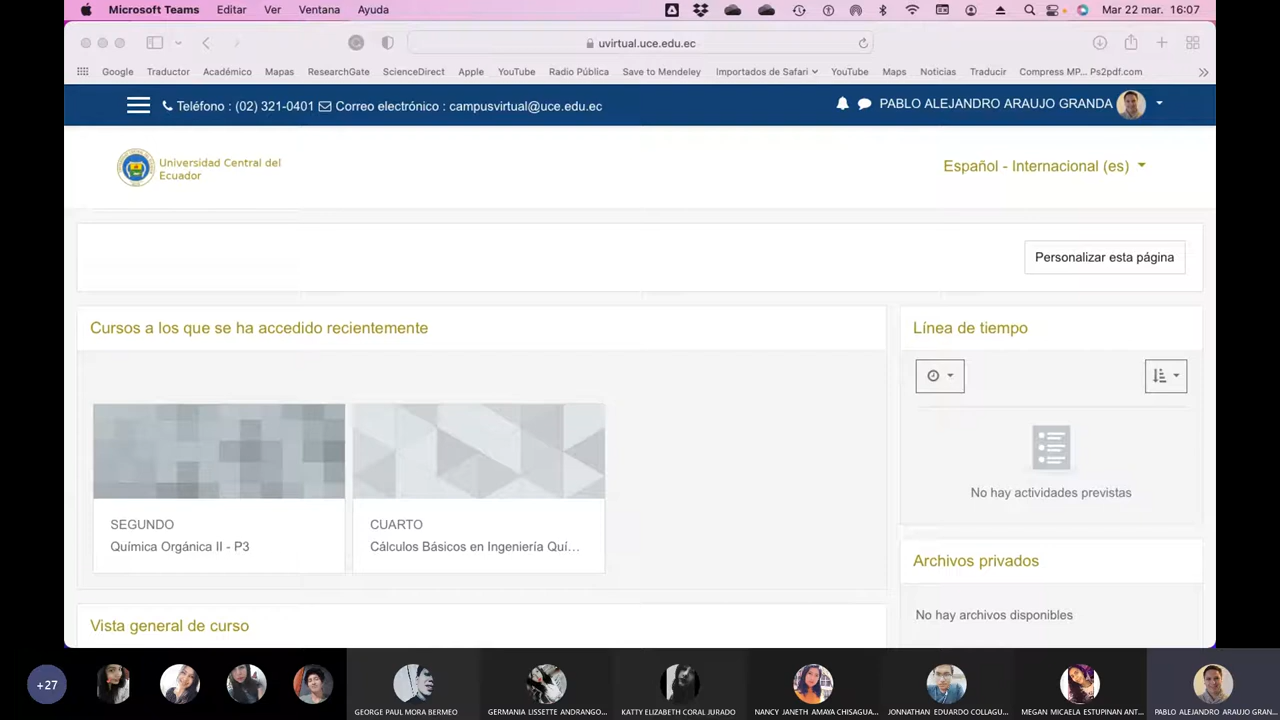 Microsoft Teams Editar Ver Ventana Ayuda Mar 22 mar. 16:07
uvirtual.uce.edu.ec
Google Traductor Académico Mapas ResearchGate ScienceDirect Apple YouTube Radio Pública Save to Mendeley Importados de Safari YouTube Maps Noticias Traducir Compress MP... Ps2pdf.com
Teléfono : (02) 321-0401 Correo electrónico : campusvirtual@uce.edu.ec PABLO ALEJANDRO ARAUJO GRANDA
Universidad Central del
Ecuador
Español - Internacional (es)
Personalizar esta página
Cursos a los que se ha accedido recientemente
Línea de tiempo
No hay actividades previstas
SEGUNDO
Química Orgánica II - P3
CUARTO
Cálculos Básicos en Ingeniería Quí...
Archivos privados
No hay archivos disponibles
Vista general de curso
+27
GEORGE PAUL MORA BERMEO
GERMANIA LISSETTE ANDRANGO...
KATTY ELIZABETH CORAL JURADO
NANCY JANETH AMAYA CHISAGUA...
JONNATHAN EDUARDO COLLAGU...
MEGAN MICAELA ESTUPINAN ANT...
PABLO ALEJANDRO ARAUJO GRAN...